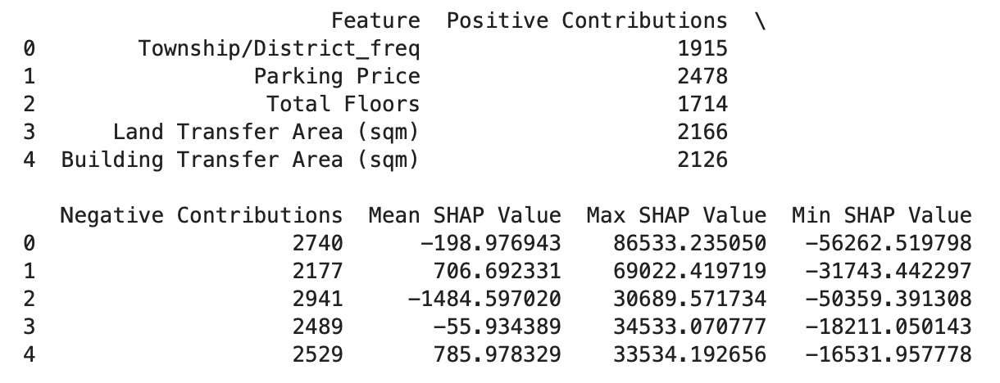 Feature  Positive Contributions  \
0        Township/District_freq                    1915
1                 Parking Price                    2478
2                  Total Floors                    1714
3      Land Transfer Area (sqm)                    2166
4  Building Transfer Area (sqm)                    2126
Negative Contributions  Mean SHAP Value  Max SHAP Value  Min SHAP Value
0                    2740      -198.976943    86533.235050   -56262.519798
1                    2177       706.692331    69022.419719   -31743.442297
2                    2941     -1484.597020    30689.571734   -50359.391308
3                    2489       -55.934389    34533.070777   -18211.050143
4                    2529       785.978329    33534.192656   -16531.957778